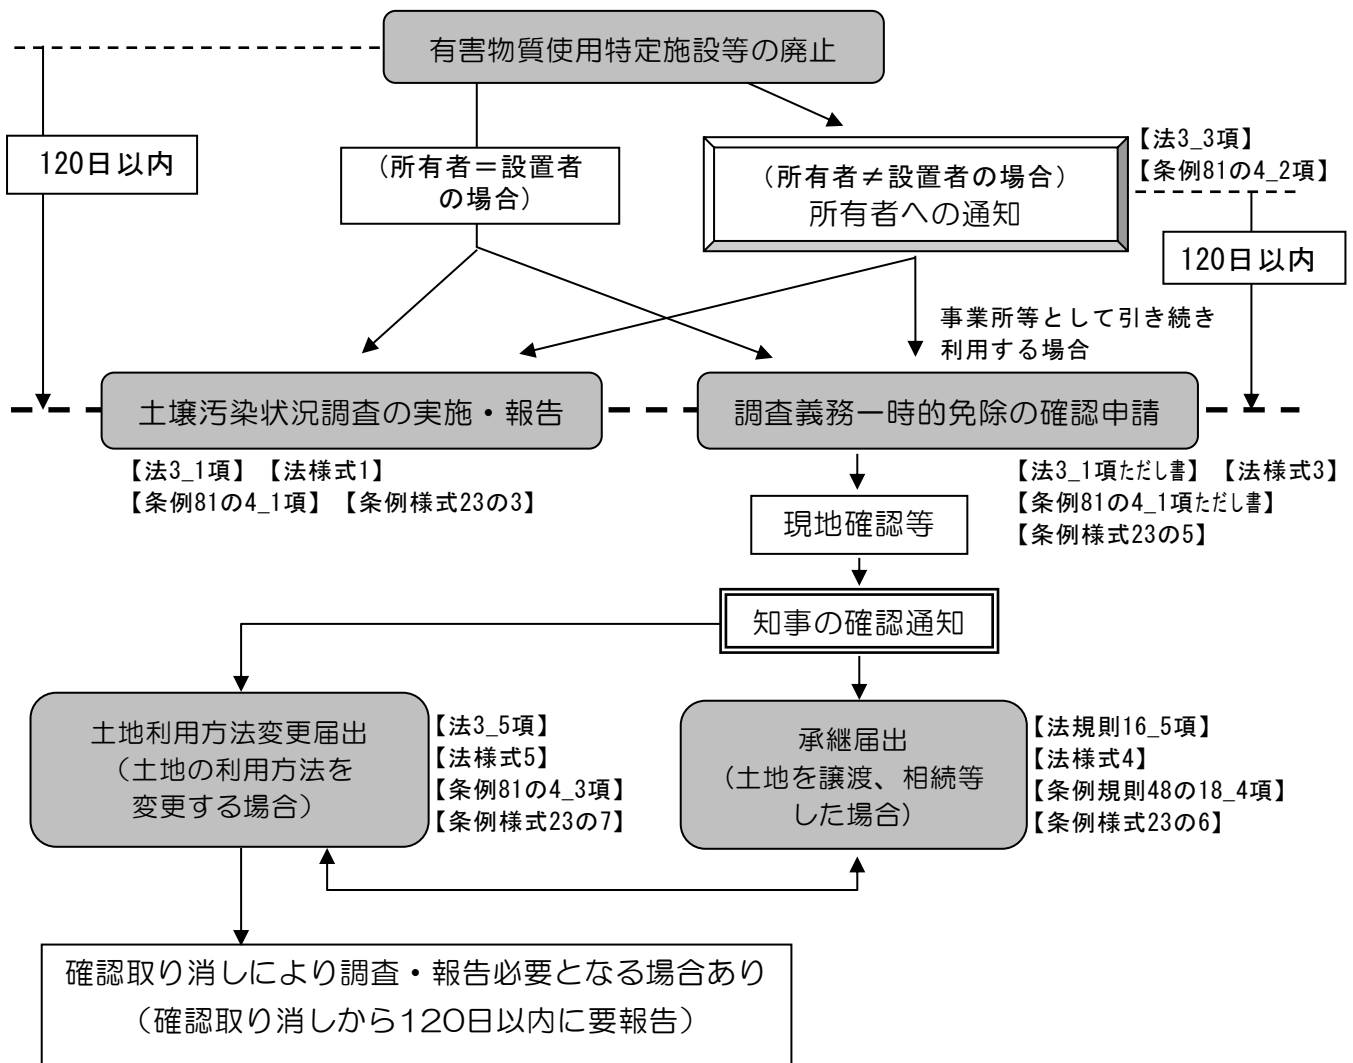 有害物質使用特定施設等の廃止
120日以内
(所有者＝設置者
の場合)
(所有者≠設置者の場合)
所有者への通知
【法3_3項】
【条例81の4_2項】
120日以内
事業所等として引き続き
利用する場合
土壌汚染状況調査の実施・報告
調査義務一時的免除の確認申請
【法3_1項】【法様式1】
【条例81の4_1項】【条例様式23の3】
【法3_1項ただし書】【法様式3】
【条例81の4_1項ただし書】
【条例様式23の5】
現地確認等
知事の確認通知
土地利用方法変更届出
（土地の利用方法を
変更する場合）
【法3_5項】
【法様式5】
【条例81の4_3項】
【条例様式23の7】
承継届出
（土地を譲渡、相続等
した場合）
【法規則16_5項】
【法様式4】
【条例規則48の18_4項】
【条例様式23の6】
確認取り消しにより調査・報告必要となる場合あり
（確認取り消しから120日以内に要報告）